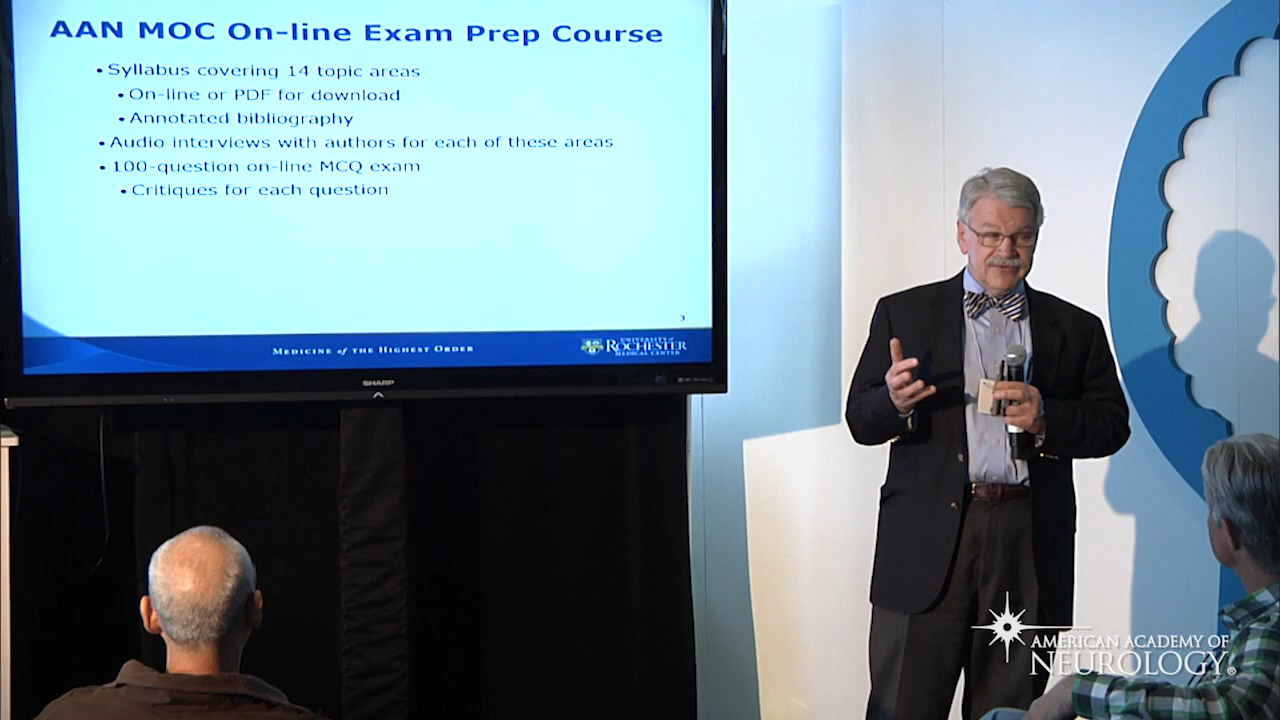 AAN MOC On-line Exam Prep Course
• Syllabus covering 14 topic areas
• On-line or PDF for download
• Annotated bibliography
• Audio interviews with authors for each of these areas
• 100-question on-line MCQ exam
• Critiques for each question
3
MEDICINE of THE HIGHEST ORDER
UNIVERSITY of
ROCHESTER
MEDICAL CENTER
SHARP
AMERICAN ACADEMY OF
NEUROLOGY®